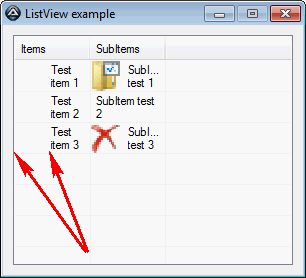 ListView example
Items SubItems
Test SubI...
item 1 test 1
Test SubItem test
item 2 2
Test SubI...
item 3 test 3